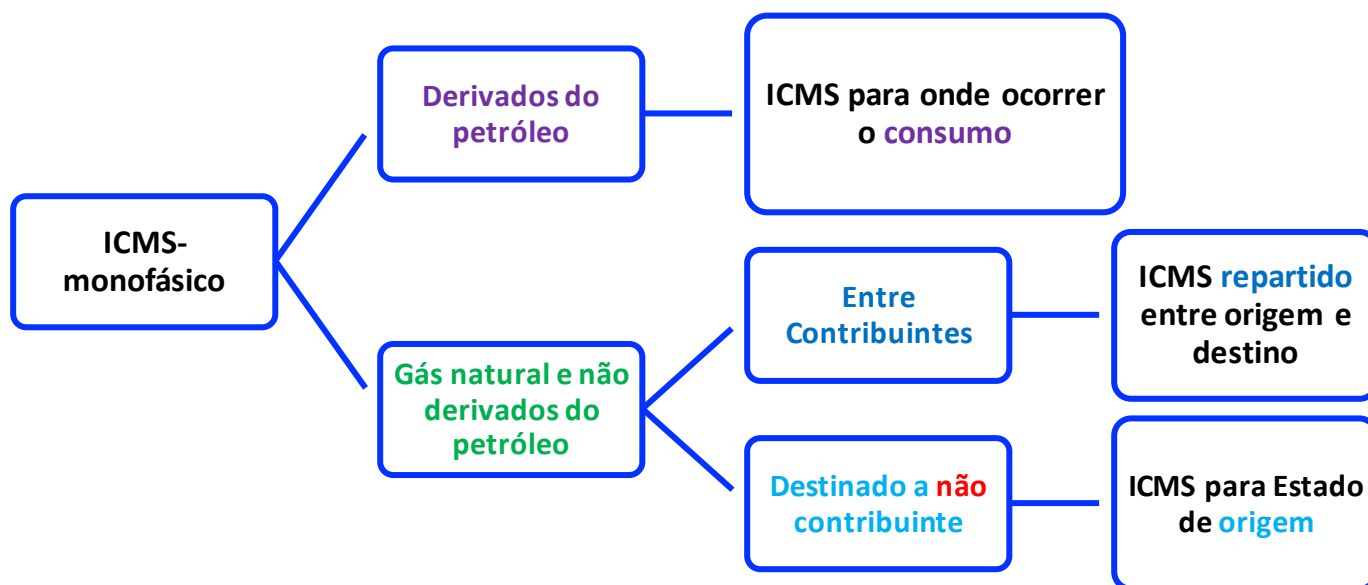 ICMS-
monofásico
Derivados do
petróleo
ICMS para onde ocorrer
o consumo
Gás natural e não
derivados do
petróleo
Entre
Contribuintes
ICMS repartido
entre origem e
destino
Destinado a não
contribuinte
ICMS para Estado
de origem